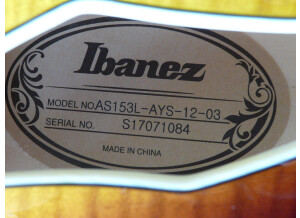 Ibanez
MODEL NO.AS153L-AYS-12-03
SERIAL NO. S17071084
MADE IN CHINA